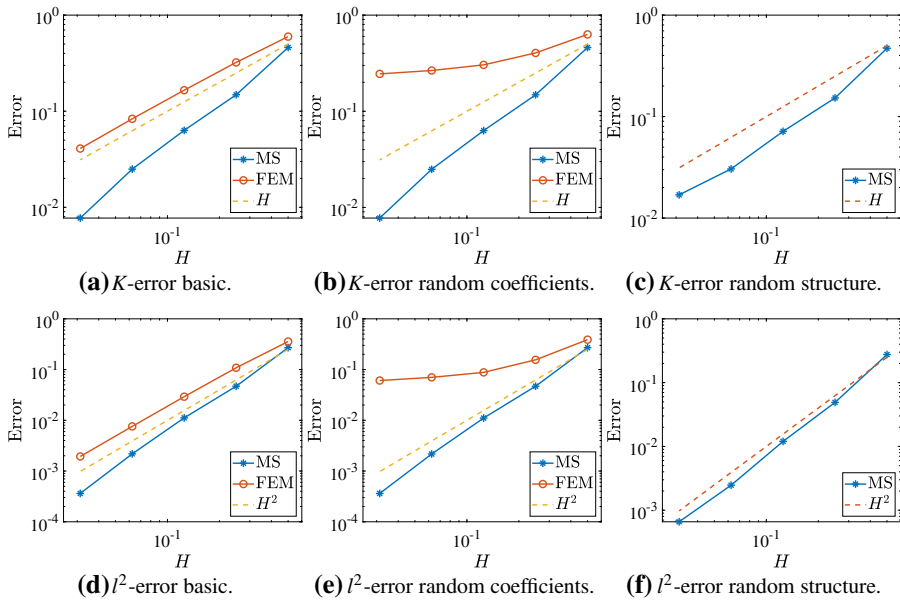 10^0
10^-1
10^-2
Error
MS
FEM
H
10^-1
H
(a) K-error basic.
10^0
10^-1
10^-2
Error
MS
FEM
H
10^-1
H
(b) K-error random coefficients.
10^0
10^-1
10^-2
Error
MS
H
10^-1
H
(c) K-error random structure.
10^0
10^-1
10^-2
10^-3
10^-4
Error
MS
FEM
H^2
10^-1
H
(d) l^2-error basic.
10^0
10^-1
10^-2
10^-3
10^-4
Error
MS
FEM
H^2
10^-1
H
(e) l^2-error random coefficients.
10^0
10^-1
10^-2
10^-3
Error
MS
H^2
10^-1
H
(f) l^2-error random structure.